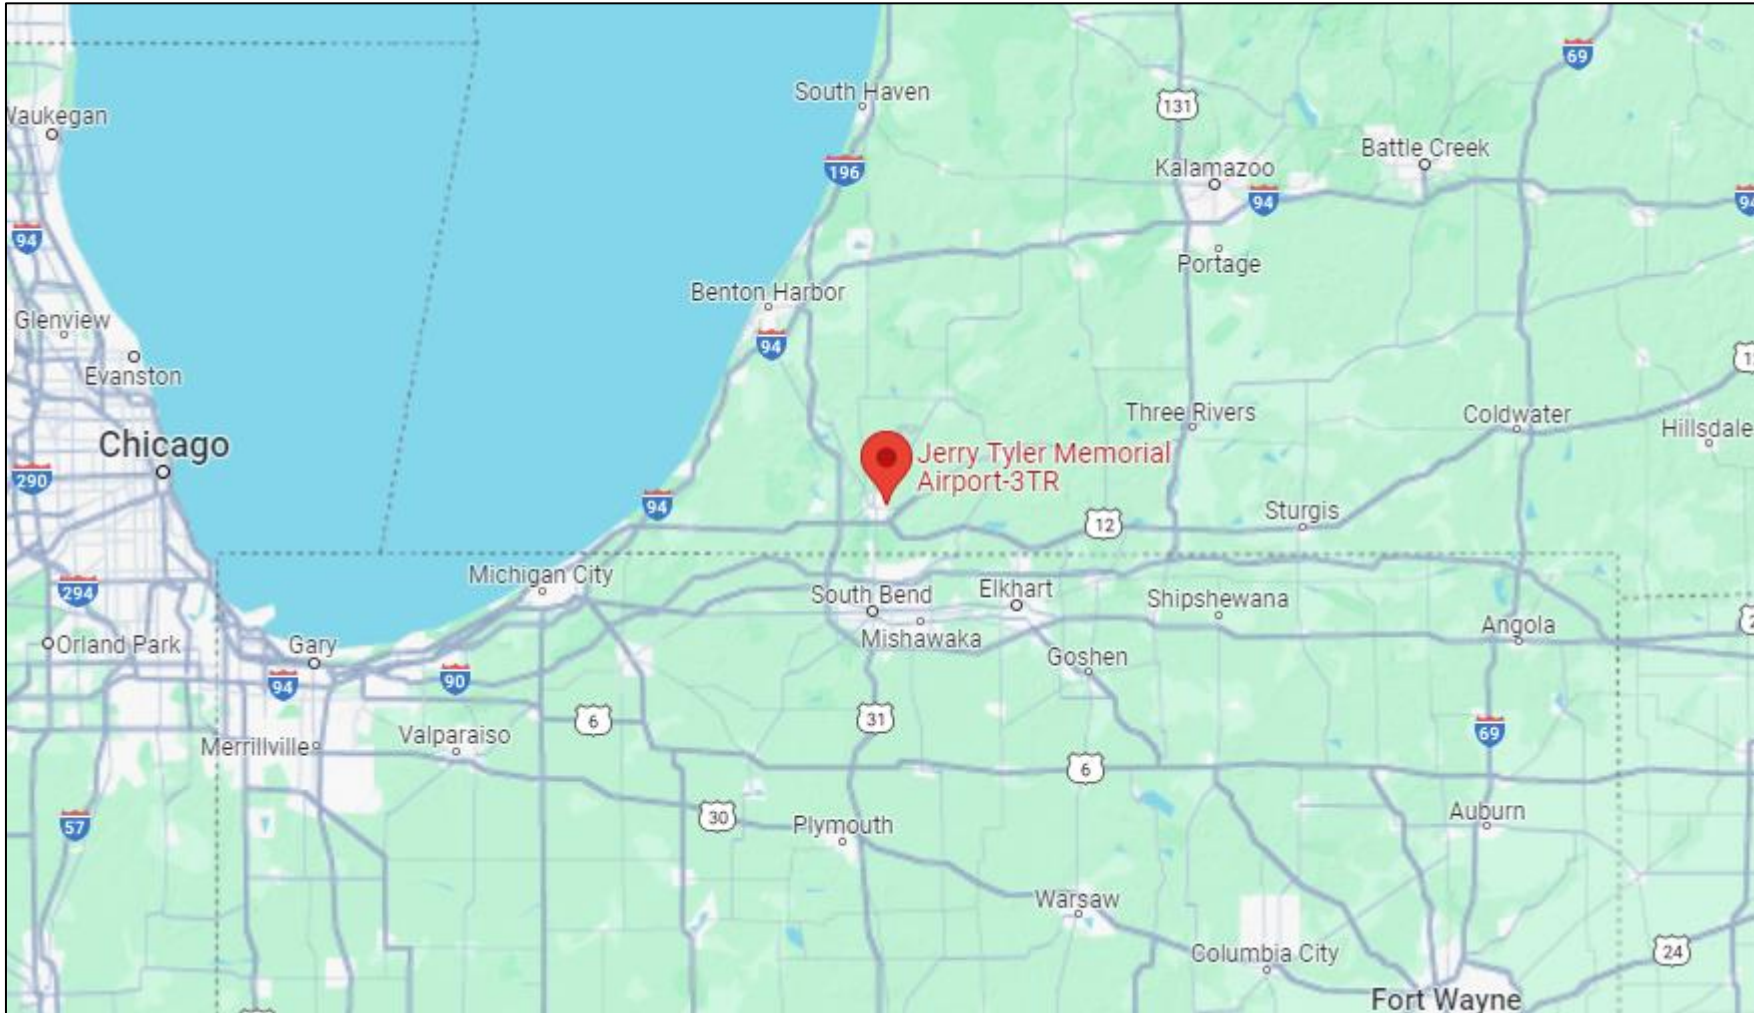 South Haven
69
131
Waukegan
Battle Creek
Kalamazoo
196
94
94
94
Portage
Benton Harbor
Glenview
94
Evanston
Three Rivers
Coldwater
Hillsdale
Chicago
Jerry Tyler Memorial
Airport-3TR
290
94
Sturgis
12
Michigan City
294
South Bend
Elkhart
Shipshewana
Orland Park
Gary
Mishawaka
Angola
94
90
Goshen
6
31
Merrillville
Valparaiso
69
6
57
30
Plymouth
Auburn
Warsaw
Columbia City
24
Fort Wayne